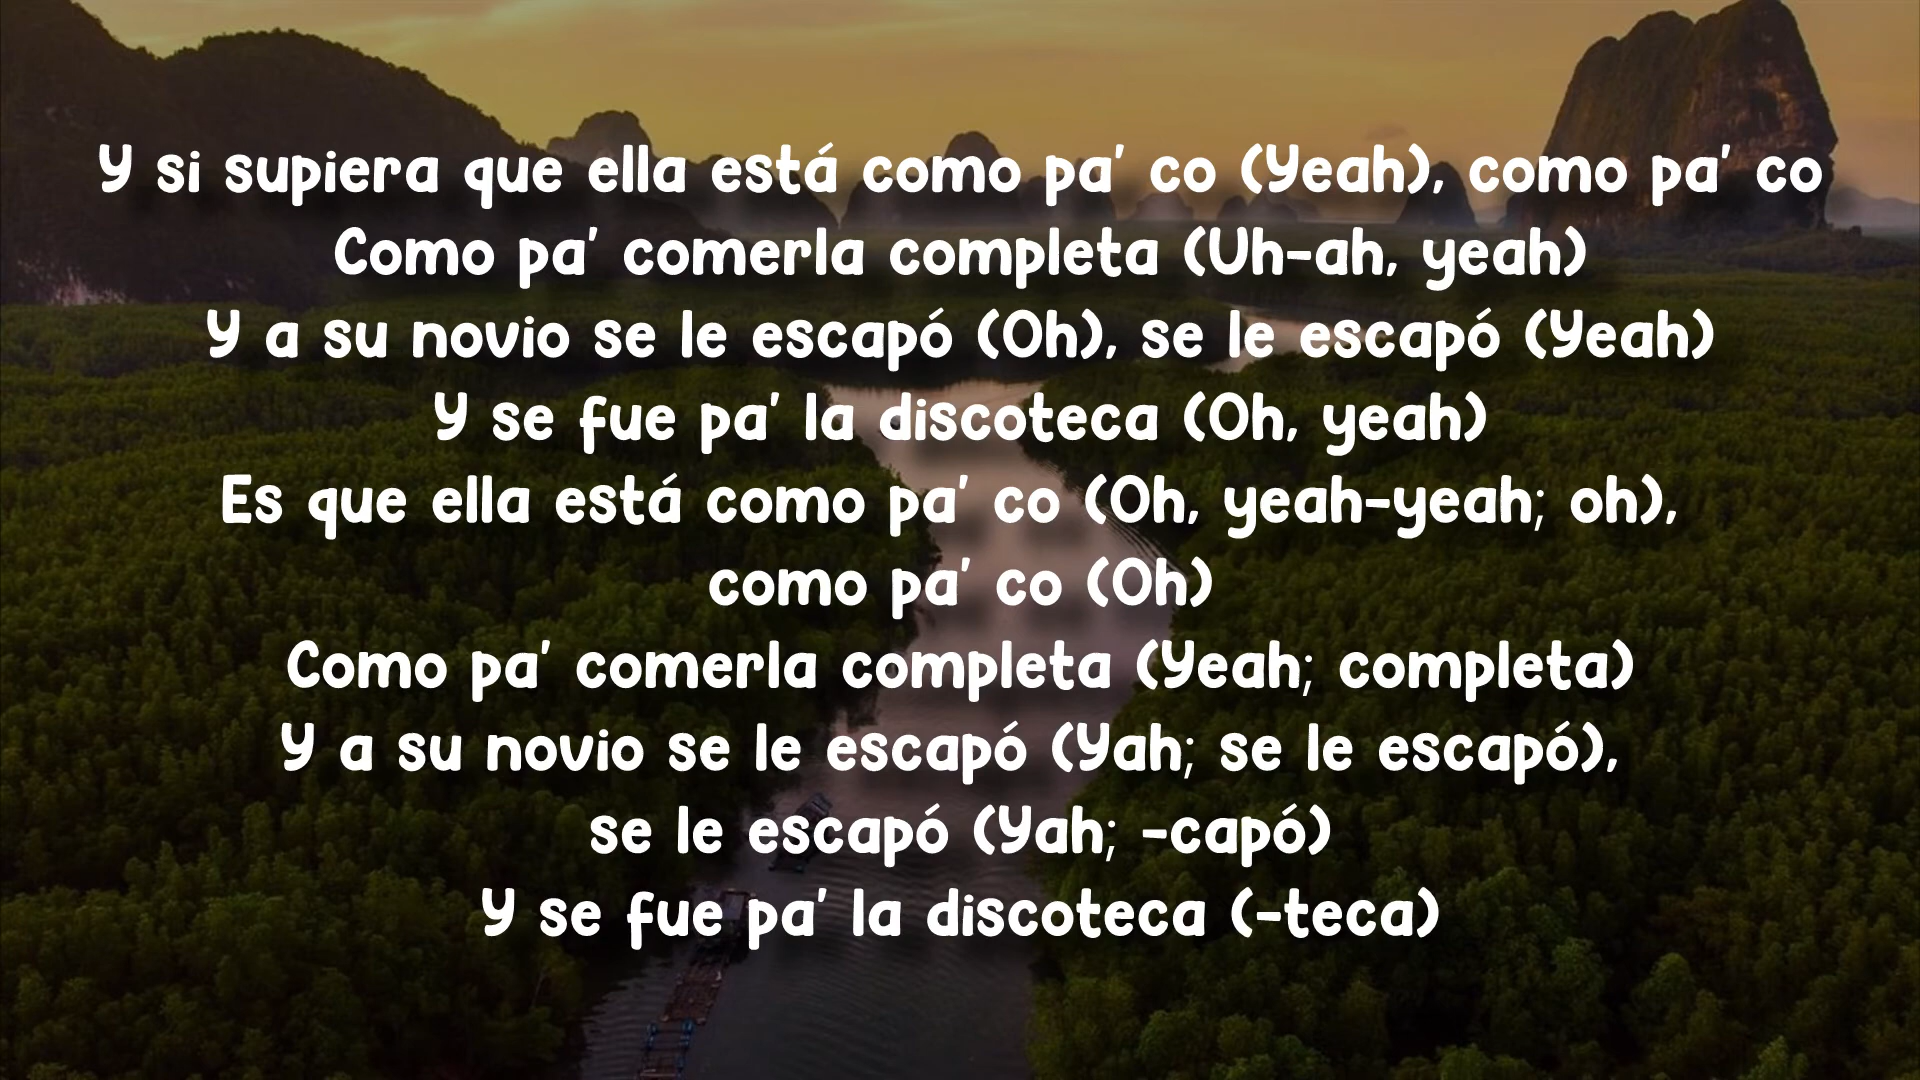 Y si supiera que ella está como pa' co (Yeah), como pa' co
Como pa' comerla completa (Uh-ah, yeah)
Y a su novio se le escapó (Oh), se le escapó (Yeah)
Y se fue pa' la discoteca (Oh, yeah)
Es que ella está como pa' co (Oh, yeah-yeah; oh),
como pa' co (Oh)
Como pa' comerla completa (Yeah; completa)
Y a su novio se le escapó (Yah; se le escapó),
se le escapó (Yah; -capó)
Y se fue pa' la discoteca (-teca)